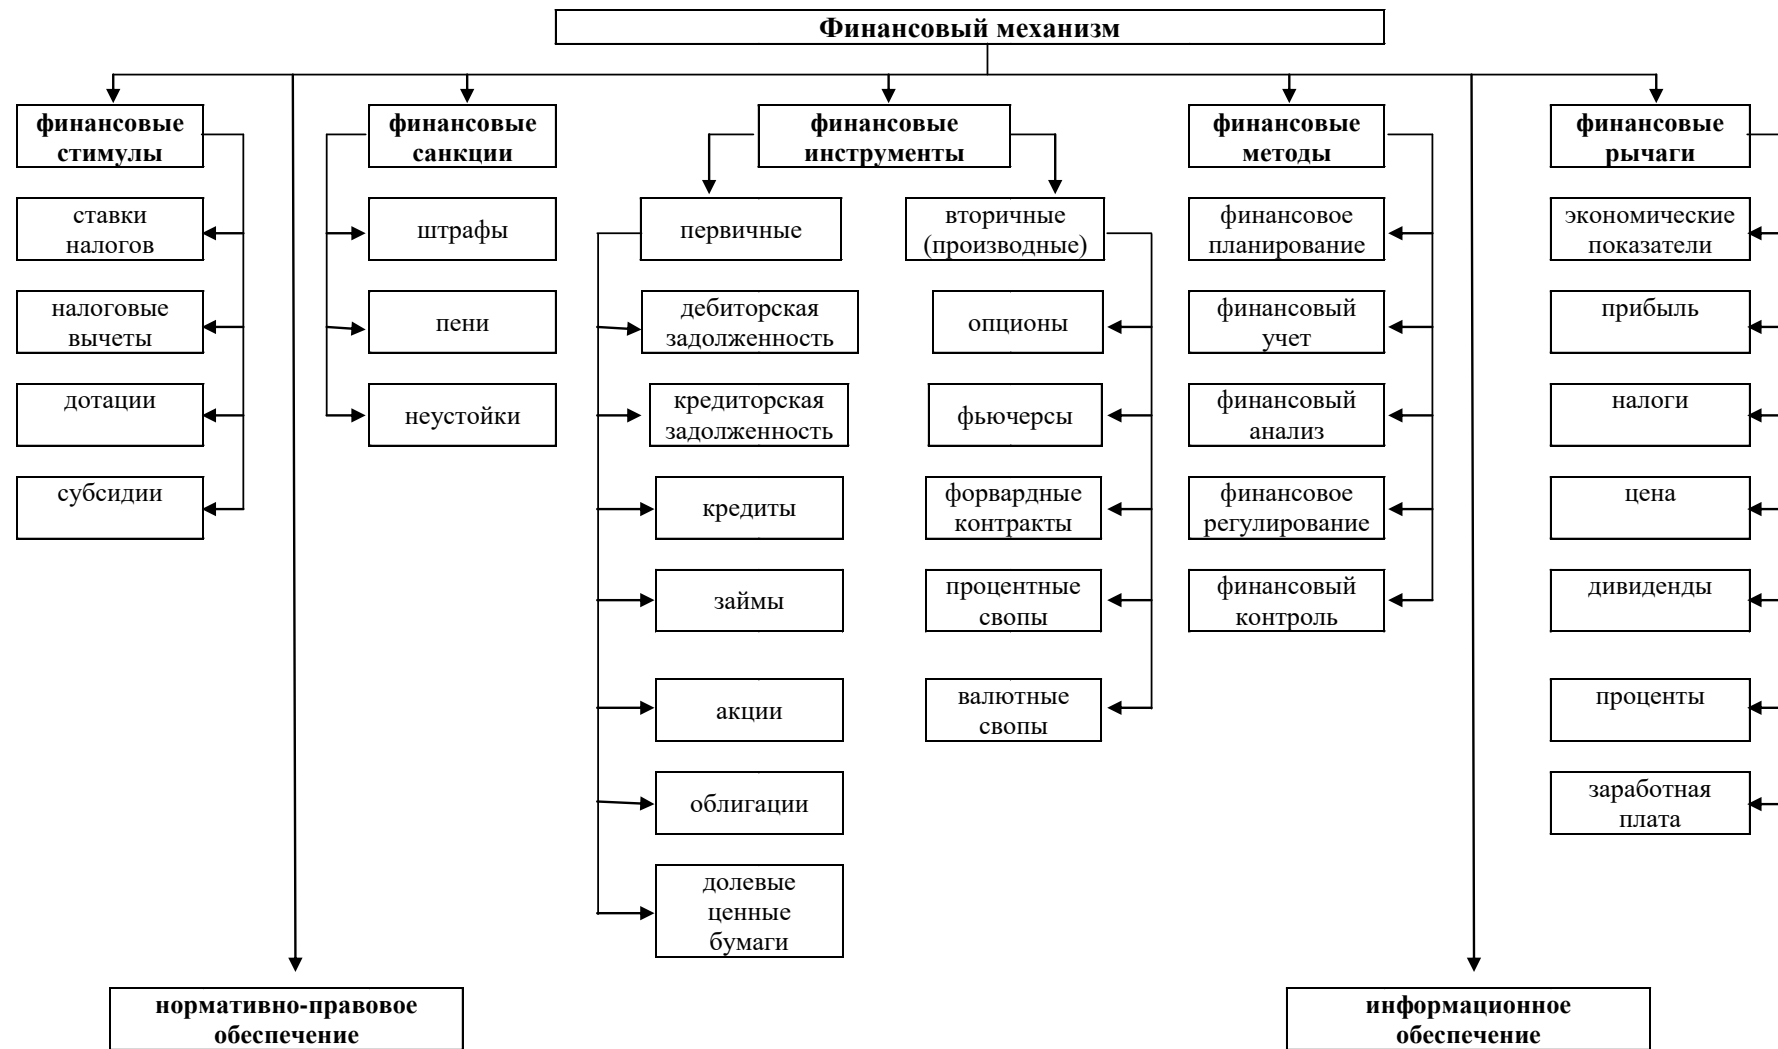 Финансовый механизм
финансовые
стимулы
ставки
налогов
налоговые
вычеты
дотации
субсидии
финансовые
санкции
штрафы
пени
неустойки
финансовые
инструменты
первичные
дебиторская
задолженность
кредиторская
задолженность
кредиты
займы
акции
облигации
долевые
ценные
бумаги
вторичные
(производные)
опционы
фьючерсы
форвардные
контракты
процентные
свопы
валютные
свопы
финансовые
методы
финансовое
планирование
финансовый
учет
финансовый
анализ
финансовое
регулирование
финансовый
контроль
финансовые
рычаги
экономические
показатели
прибыль
налоги
цена
дивиденды
проценты
заработная
плата
нормативно-правовое
обеспечение
информационное
обеспечение